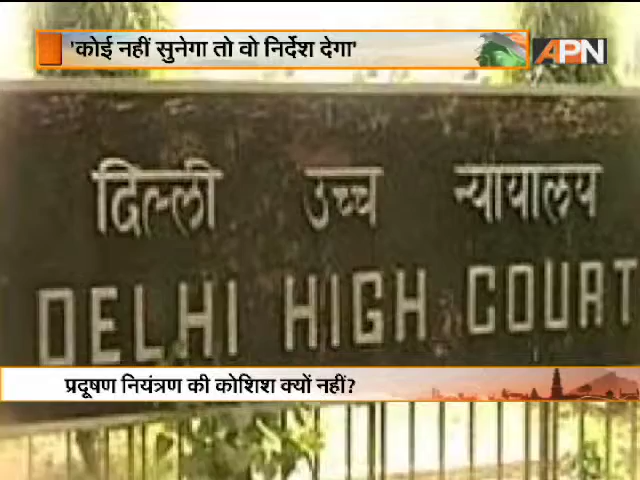 'कोई नहीं सुनेगा तो वो निर्देश देगा'
APN
दिल्ली उच्च न्यायालय
DELHI HIGH COURT
प्रदूषण नियंत्रण की कोशिश क्यों नहीं?